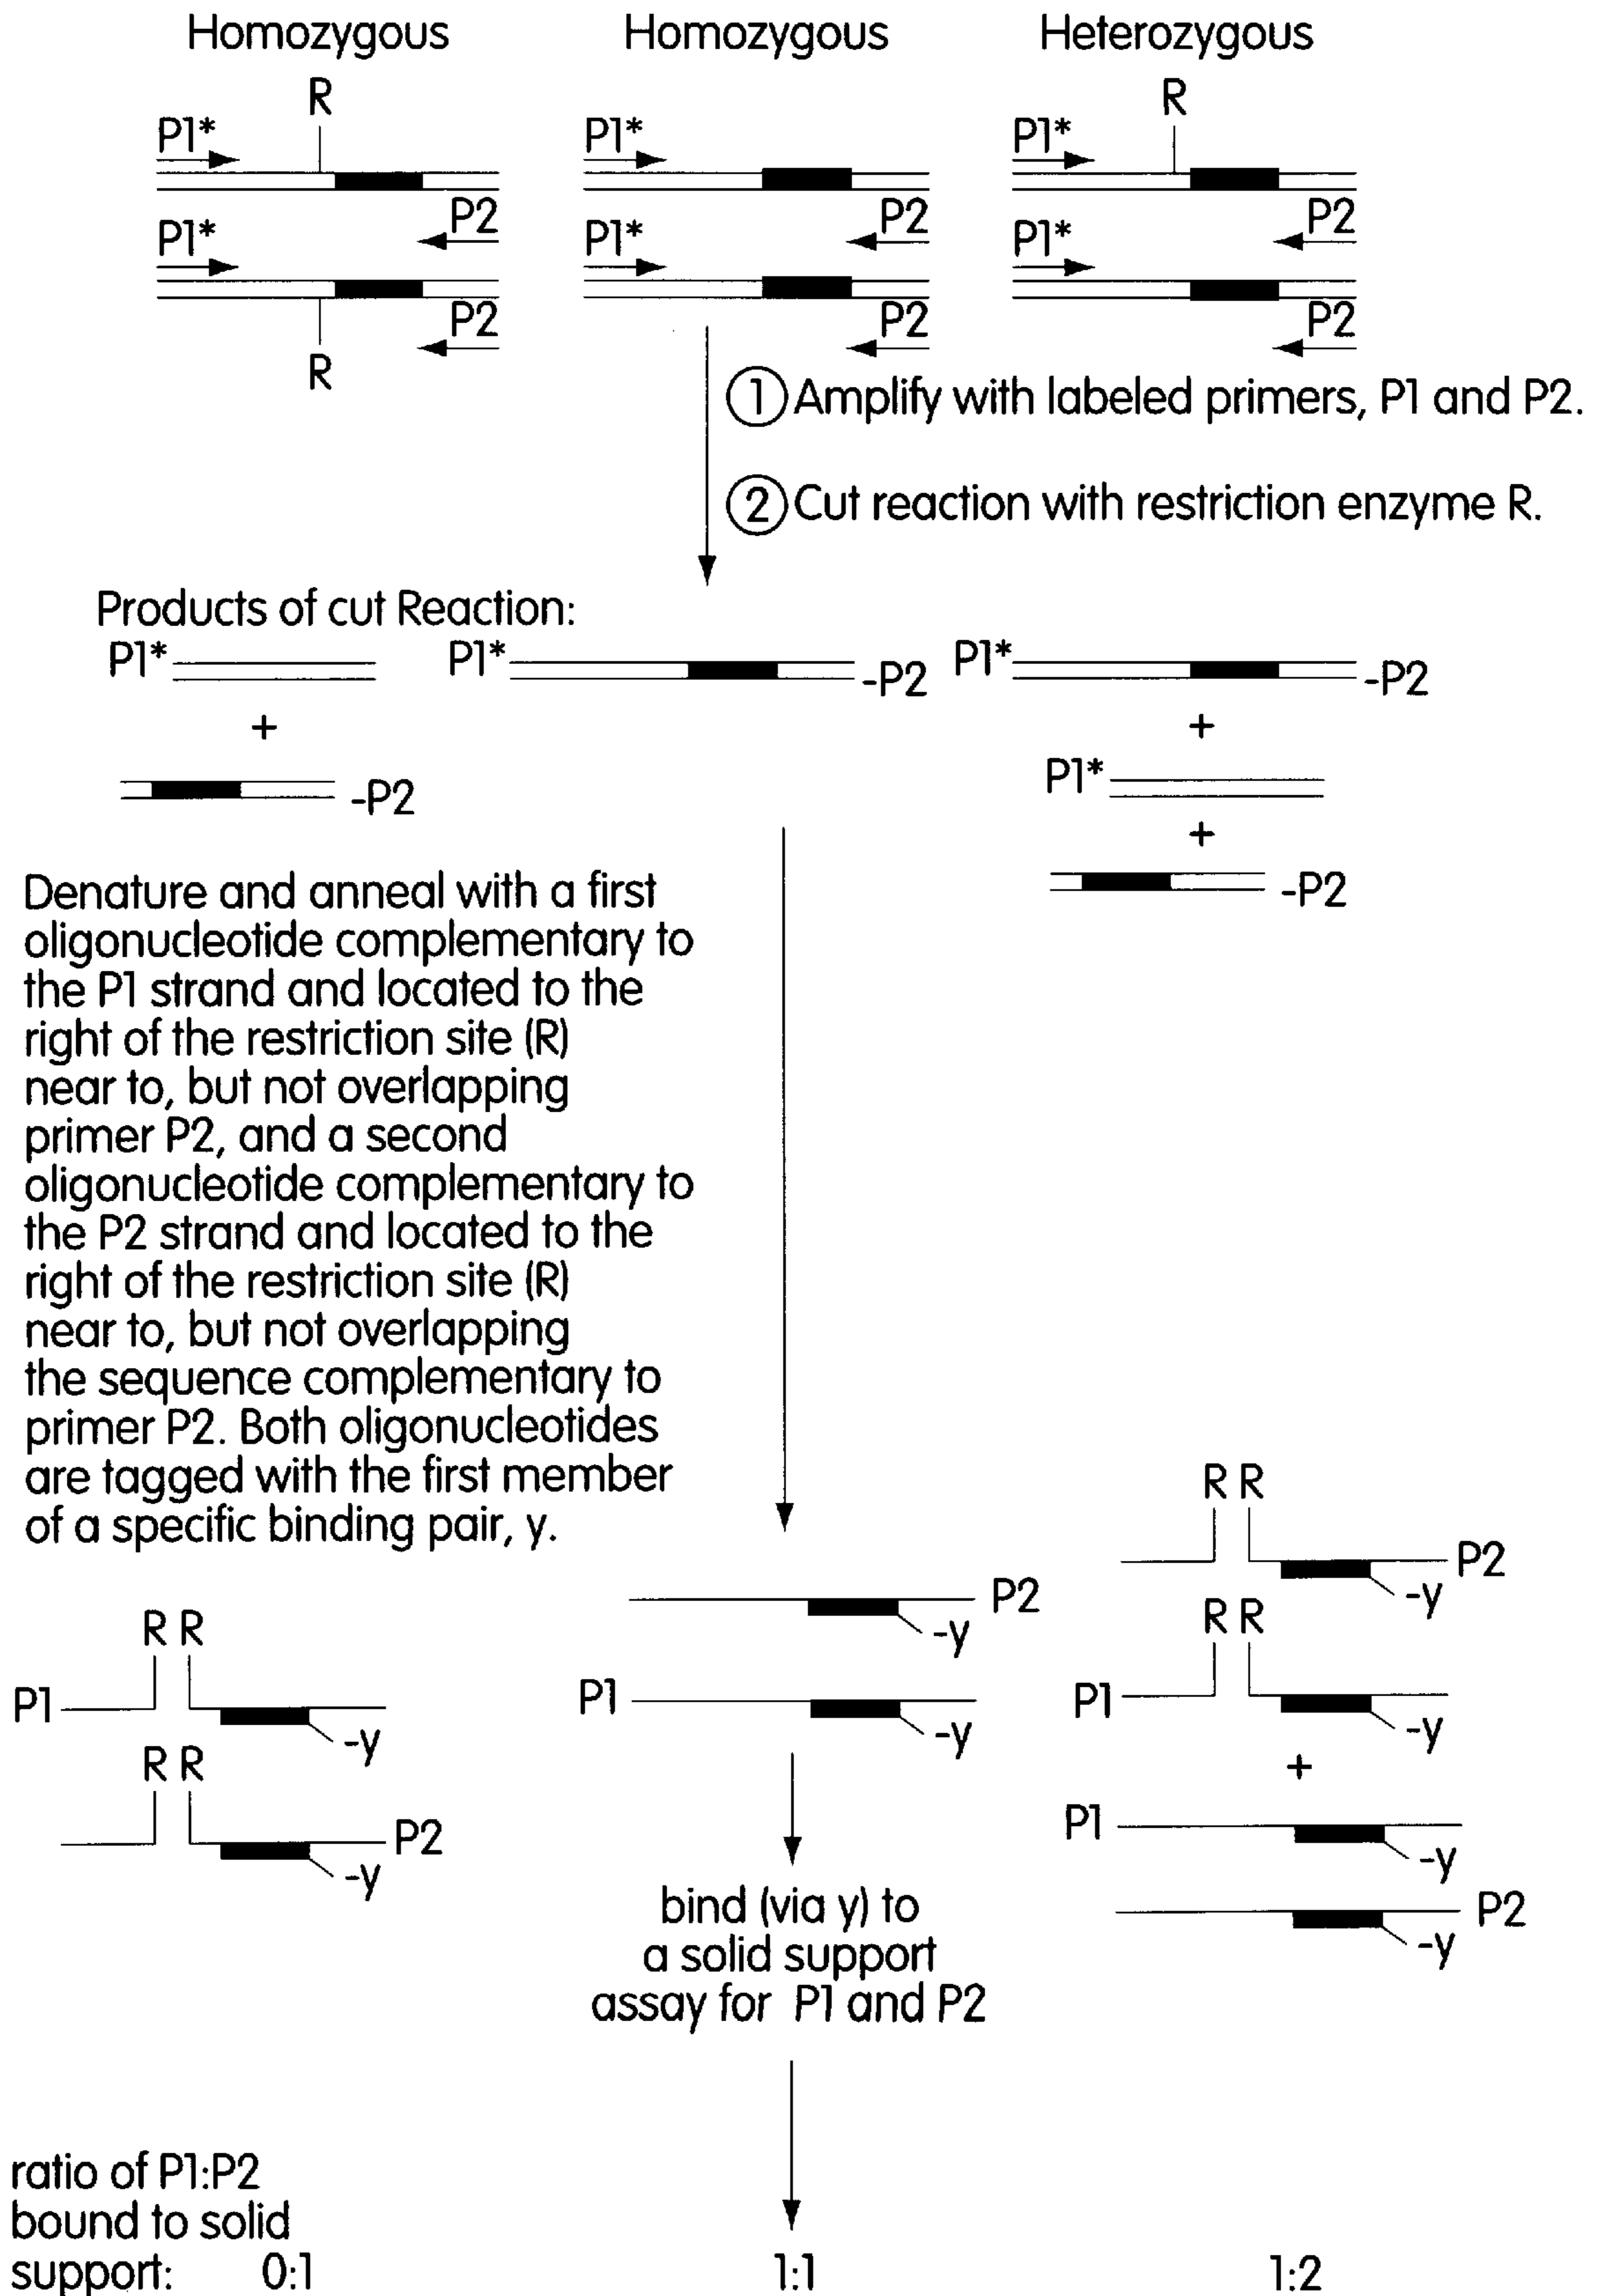 Homozygous Homozygous Heterozygous
R R
P1* P1* P1*
P2 P2 P2
P1* P1* P1*
P2 P2 P2
R
1 Amplify with labeled primers, P1 and P2.
2 Cut reaction with restriction enzyme R.
Products of cut Reaction:
P1* P1* -P2 P1* -P2
+ +
P1*
-P2
+
-P2
Denature and anneal with a first
oligonucleotide complementary to
the P1 strand and located to the
right of the restriction site (R)
near to, but not overlapping
primer P2, and a second
oligonucleotide complementary to
the P2 strand and located to the
right of the restriction site (R)
near to, but not overlapping
the sequence complementary to
primer P2. Both oligonucleotides
are tagged with the first member
of a specific binding pair, y.
R R
P2
-y
R R
P1
-y
R R
P2
-y
P1
-y
R R
P1
-y
+
R R
P2
-y
P1
-y
P2
-y
bind (via y) to
a solid support
assay for P1 and P2
ratio of P1:P2
bound to solid
support: 0:1 1:1 1:2